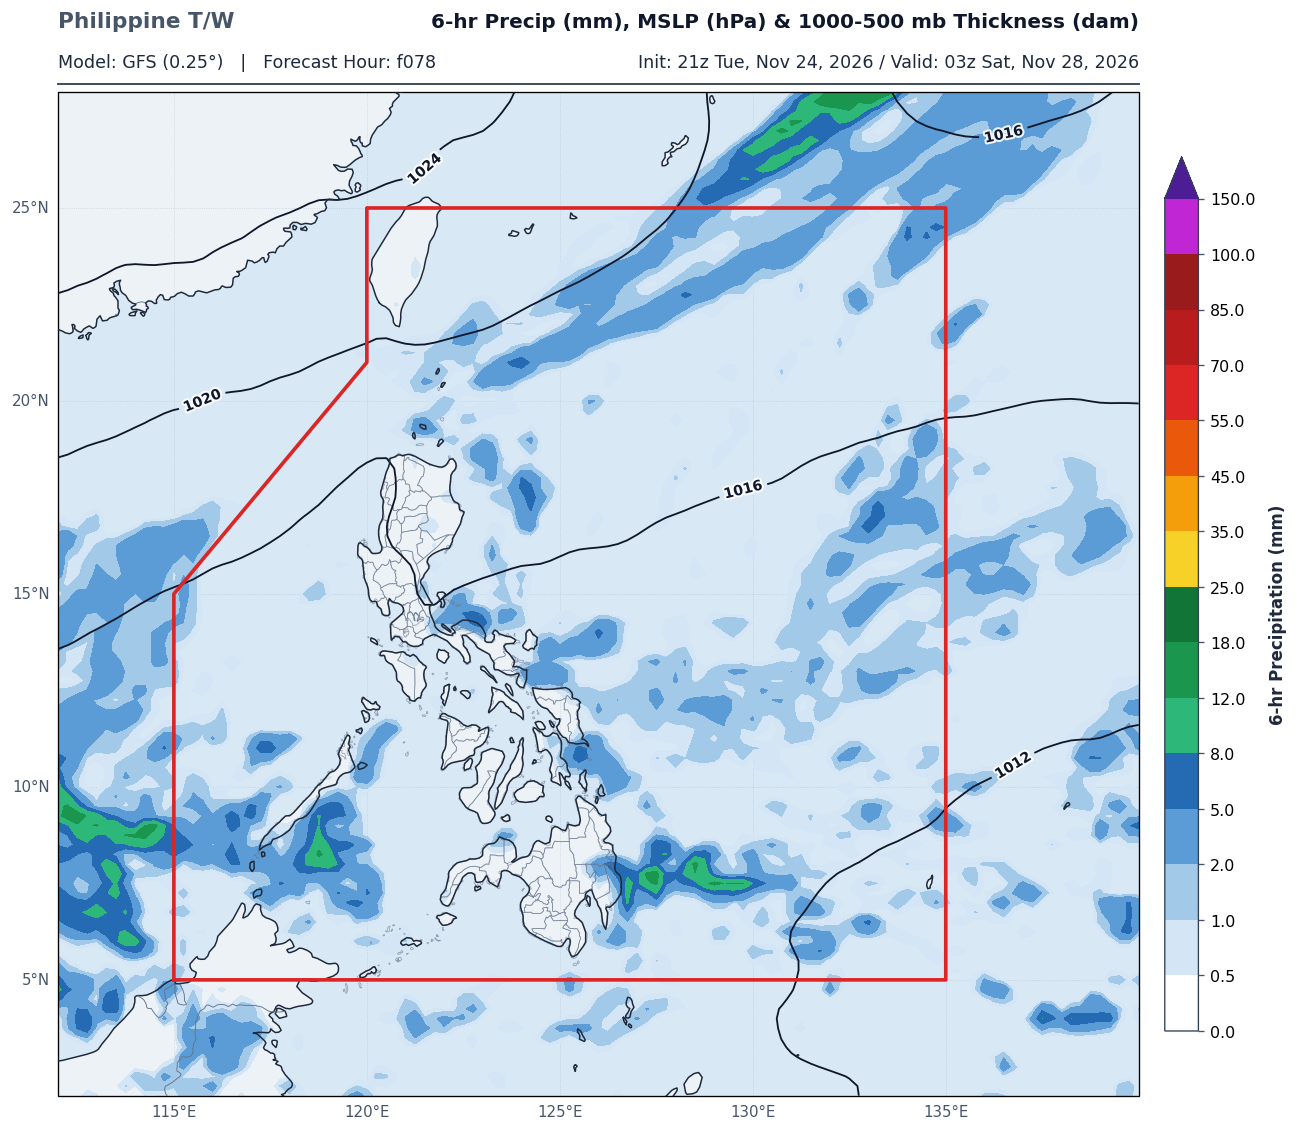 Philippine T/W
6-hr Precip (mm), MSLP (hPa) & 1000-500 mb Thickness (dam)
Model: GFS (0.25°) | Forecast Hour: f078
Init: 21z Tue, Nov 24, 2026 / Valid: 03z Sat, Nov 28, 2026
1024
1016
1020
1016
1012
25°N
20°N
15°N
10°N
5°N
115°E
120°E
125°E
130°E
135°E
150.0
100.0
85.0
70.0
55.0
45.0
35.0
25.0
18.0
12.0
8.0
5.0
2.0
1.0
0.5
0.0
6-hr Precipitation (mm)